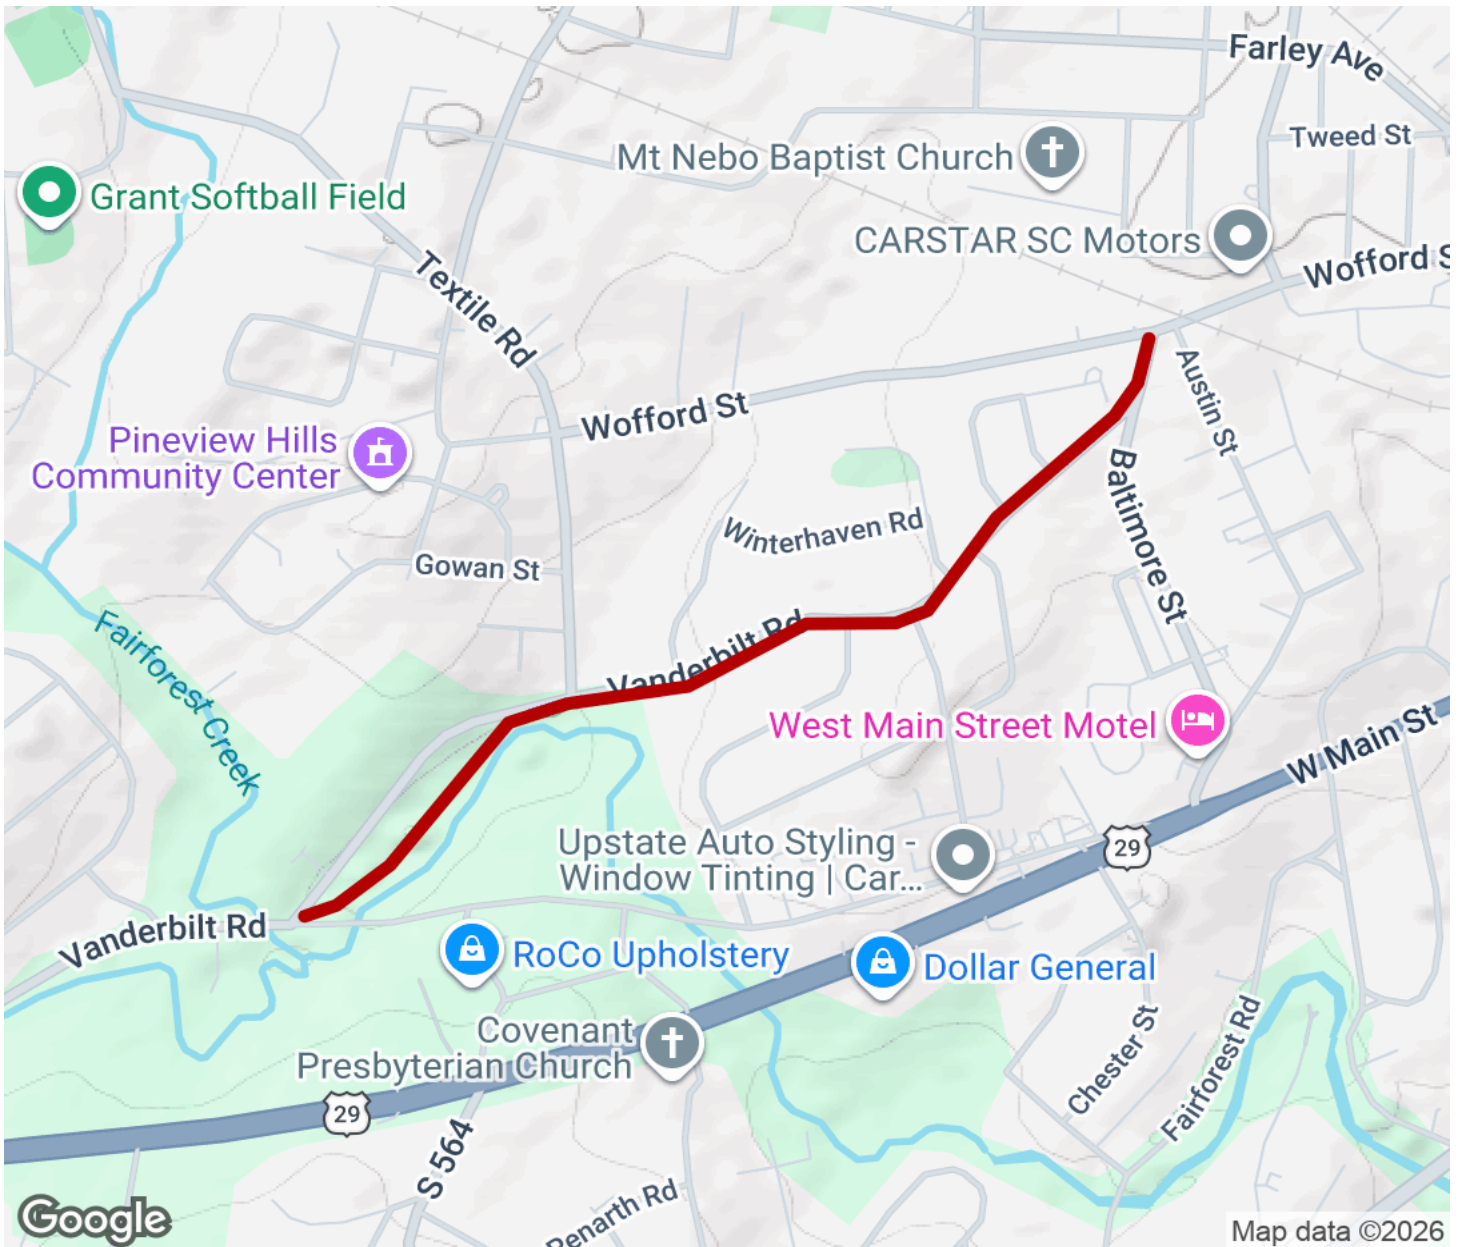 Farley Ave
Tweed St
Mt Nebo Baptist Church
Grant Softball Field
CARSTAR SC Motors
Wofford S
Textile Rd
Austin St
Wofford St
Pineview Hills
Community Center
Baltimore St
Winterhaven Rd
Gowan St
Fairforest Creek
Vanderbilt Rd
West Main Street Motel
W Main St
Upstate Auto Styling -
Window Tinting | Car...
29
Vanderbilt Rd
RoCo Upholstery
Dollar General
Covenant
Presbyterian Church
Chester St
Fairforest Rd
29
S 564
Penarth Rd
Google
Map data ©2026